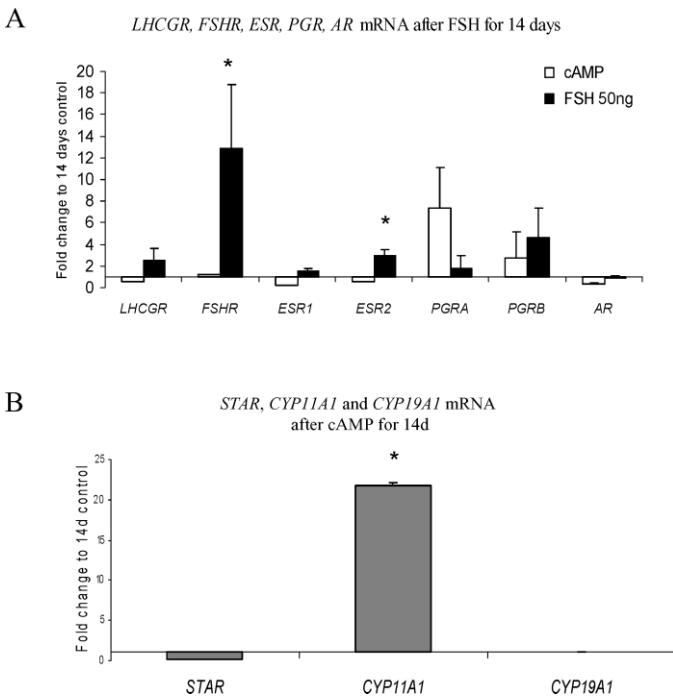 A
LHCGR, FSHR, ESR, PGR, AR mRNA after FSH for 14 days
Fold change to 14 days control
20
18
16
14
12
10
8
6
4
2
0
*
*
cAMP
FSH 50ng
LHCGR FSHR ESR1 ESR2 PGRA PGRB AR
B
STAR, CYP11A1 and CYP19A1 mRNA
after cAMP for 14d
Fold change to 14d control
25
20
15
10
5
0
*
STAR CYP11A1 CYP19A1